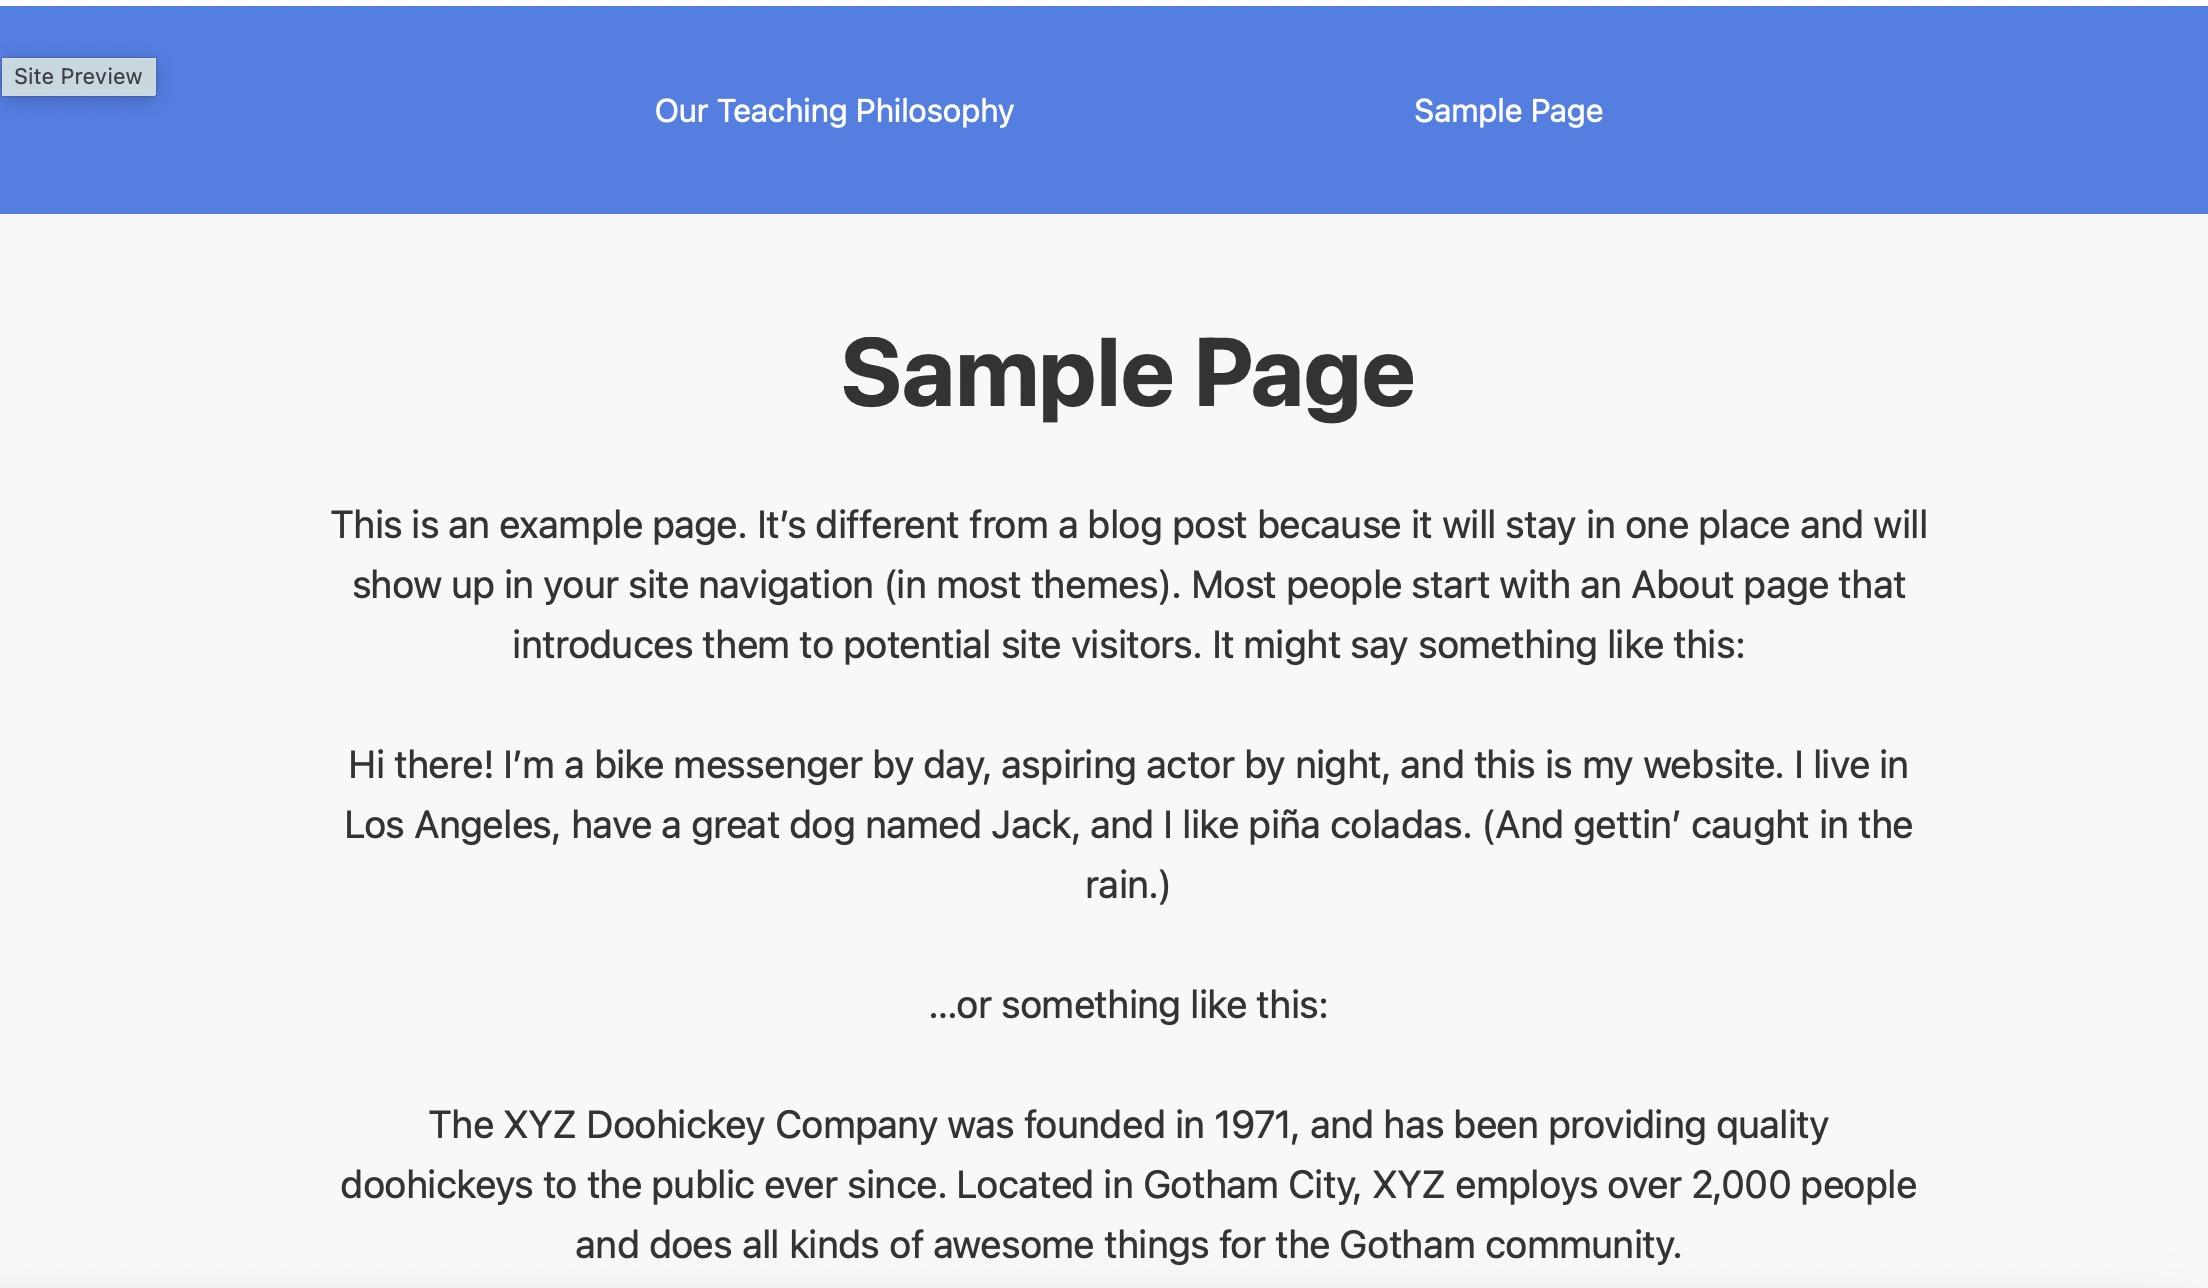 Site Preview
Our Teaching Philosophy
Sample Page
Sample Page
This is an example page. It’s different from a blog post because it will stay in one place and will
show up in your site navigation (in most themes). Most people start with an About page that
introduces them to potential site visitors. It might say something like this:
Hi there! I’m a bike messenger by day, aspiring actor by night, and this is my website. I live in
Los Angeles, have a great dog named Jack, and I like piña coladas. (And gettin’ caught in the
rain.)
…or something like this:
The XYZ Doohickey Company was founded in 1971, and has been providing quality
doohickeys to the public ever since. Located in Gotham City, XYZ employs over 2,000 people
and does all kinds of awesome things for the Gotham community.